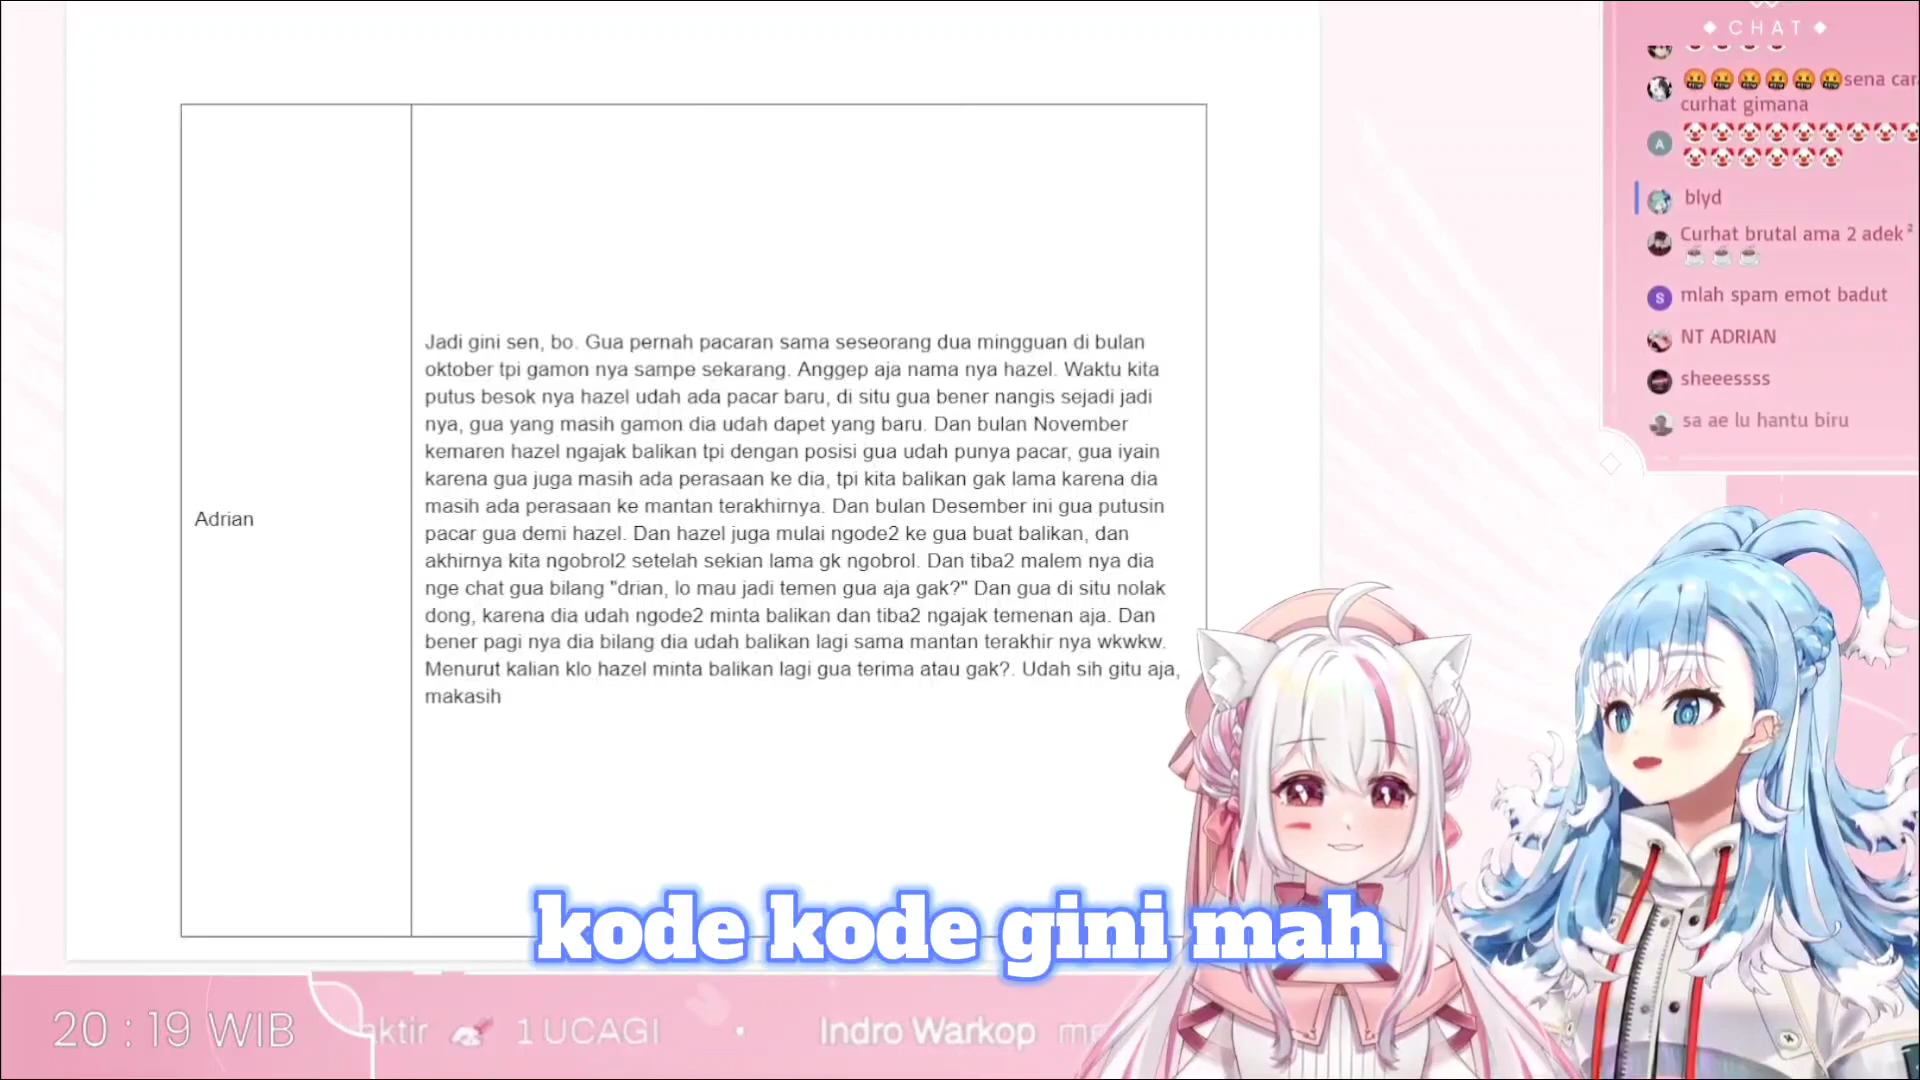 Adrian
Jadi gini sen, bo. Gua pernah pacaran sama seseorang dua mingguan di bulan
oktober tpi gamon nya sampe sekarang. Anggep aja nama nya hazel. Waktu kita
putus besok nya hazel udah ada pacar baru, di situ gua bener nangis sejadi jadi
nya, gua yang masih gamon dia udah dapet yang baru. Dan bulan November
kemaren hazel ngajak balikan tpi dengan posisi gua udah punya pacar, gua iyain
karena gua juga masih ada perasaan ke dia, tpi kita balikan gak lama karena dia
masih ada perasaan ke mantan terakhirnya. Dan bulan Desember ini gua putusin
pacar gua demi hazel. Dan hazel juga mulai ngode2 ke gua buat balikan, dan
akhirnya kita ngobrol2 setelah sekian lama gk ngobrol. Dan tiba2 malem nya dia
nge chat gua bilang "drian, lo mau jadi temen gua aja gak?" Dan gua di situ nolak
dong, karena dia udah ngode2 minta balikan dan tiba2 ngajak temenan aja. Dan
bener pagi nya dia bilang dia udah balikan lagi sama mantan terakhir nya wkwkw.
Menurut kalian klo hazel minta balikan lagi gua terima atau gak?. Udah sih gitu aja,
makasih
CHAT
🤬🤬🤬🤬🤬🤬sena car
curhat gimana
A
🤡🤡🤡🤡🤡🤡🤡🤡🤡
🤡🤡🤡🤡🤡🤡
blyd
Curhat brutal ama 2 adek²
☕☕☕
S
mlah spam emot badut
NT ADRIAN
sheeessss
sa ae lu hantu biru
kode kode gini mah
20 : 19 WIB
aktir 1 UCAGI • Indro Warkop me